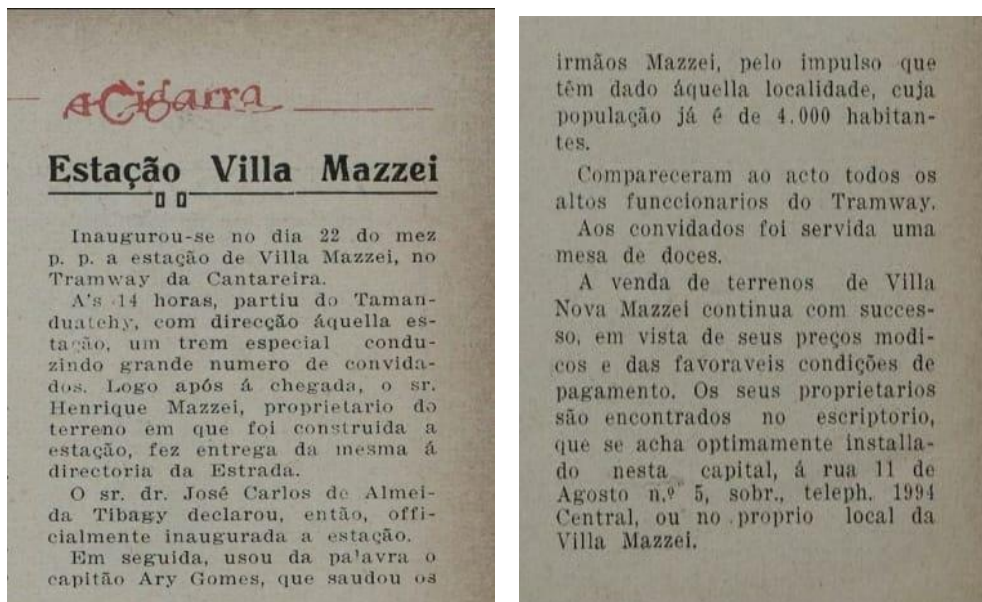 A Cigarra
Estação Villa Mazzei
Inaugurou-se no dia 22 do mez
p. p. a estação de Villa Mazzei, no
Tramway da Cantareira.
A's 14 horas, partiu do Taman-
duatehy, com direcção áquella es-
tação, um trem especial condu-
zindo grande numero de convida-
dos. Logo após á chegada, o sr.
Henrique Mazzei, proprietario do
terreno em que foi construida a
estação, fez entrega da mesma á
directoria da Estrada.
O sr. dr. José Carlos de Almei-
da Tibagy declarou, então, offi-
cialmente inaugurada a estação.
Em seguida, usou da palavra o
capitão Ary Gomes, que saudou os
irmãos Mazzei, pelo impulso que
têm dado áquella localidade, cuja
população já é de 4.000 habitan-
tes.
Compareceram ao acto todos os
altos funccionarios do Tramway.
Aos convidados foi servida uma
mesa de doces.
A venda de terrenos de Villa
Nova Mazzei continua com succes-
so, em vista de seus preços modi-
cos e das favoraveis condições de
pagamento. Os seus proprietarios
são encontrados no escriptorio,
que se acha optimamente installa-
do nesta capital, á rua 11 de
Agosto n.º 5, sobr., teleph. 1994
Central, ou no proprio local da
Villa Mazzei.